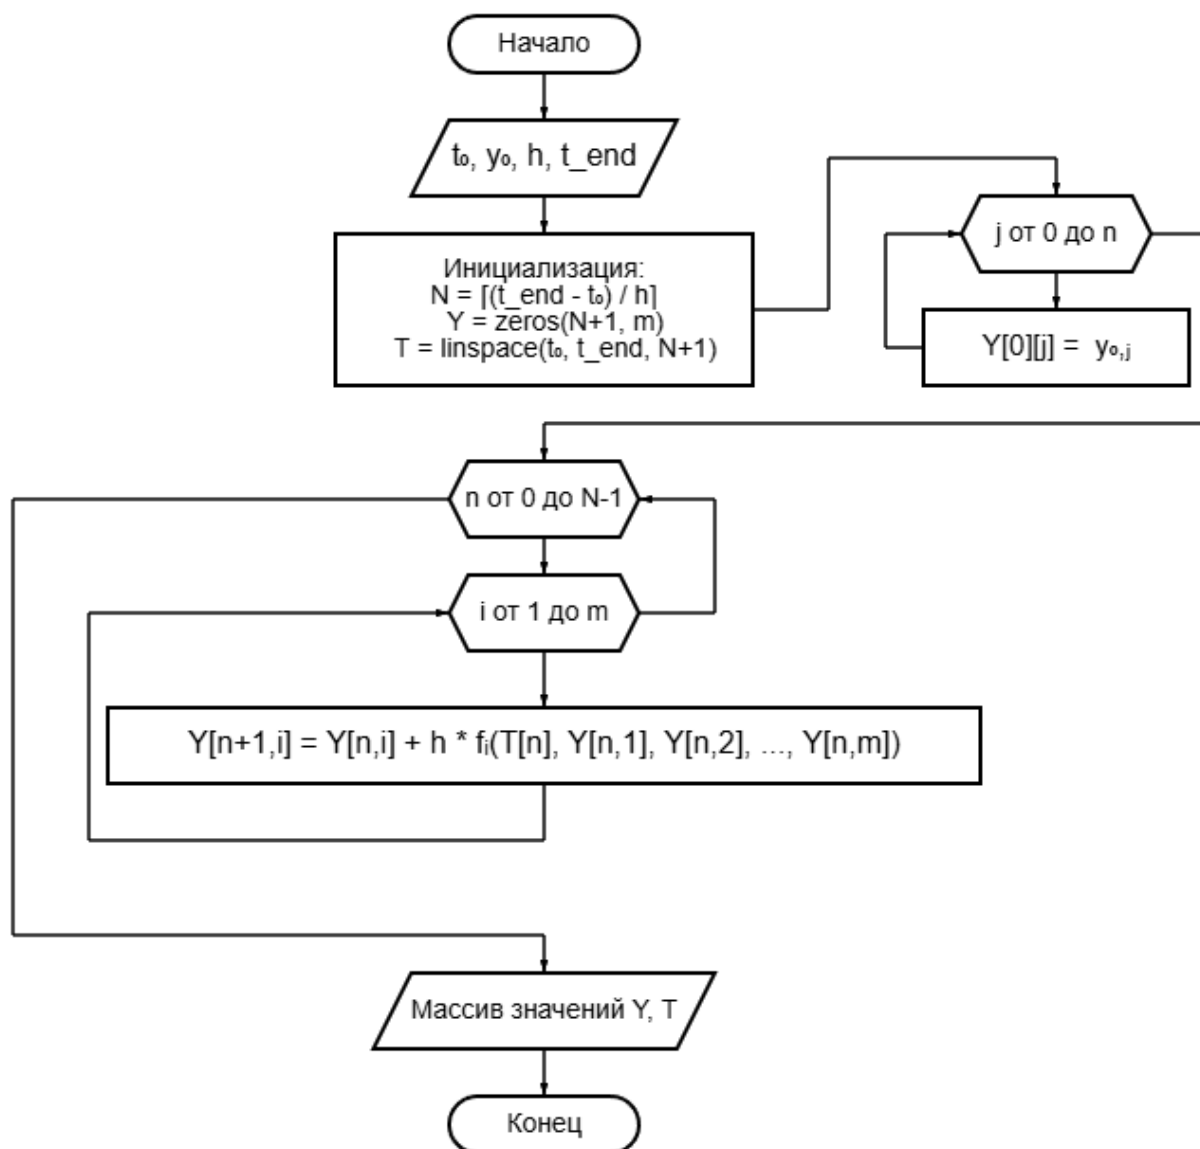 Начало
t₀, y₀, h, t_end
Инициализация:
N = ⌈(t_end - t₀) / h⌉
Y = zeros(N+1, m)
T = linspace(t₀, t_end, N+1)
j от 0 до n
Y[0][j] = y₀,ⱼ
n от 0 до N-1
i от 1 до m
Y[n+1,i] = Y[n,i] + h * fᵢ(T[n], Y[n,1], Y[n,2], ..., Y[n,m])
Массив значений Y, T
Конец